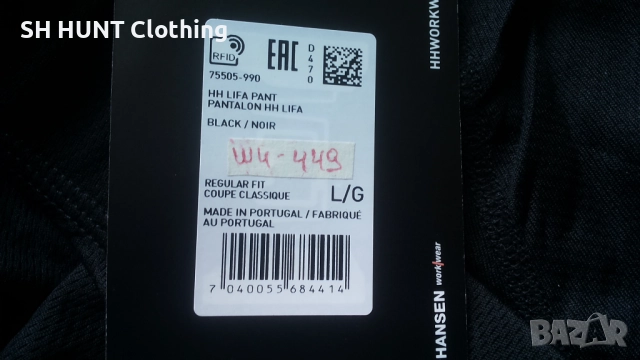 SH HUNT Clothing
RFID
EAC
D470
75505-990
HH LIFA PANT
PANTALON HH LIFA
BLACK / NOIR
W4-449
REGULAR FIT
COUPE CLASSIQUE
L/G
MADE IN PORTUGAL / FABRIQUÉ
AU PORTUGAL
7 040055 684414
HHWORKW
HANSEN workwear
BAZAR